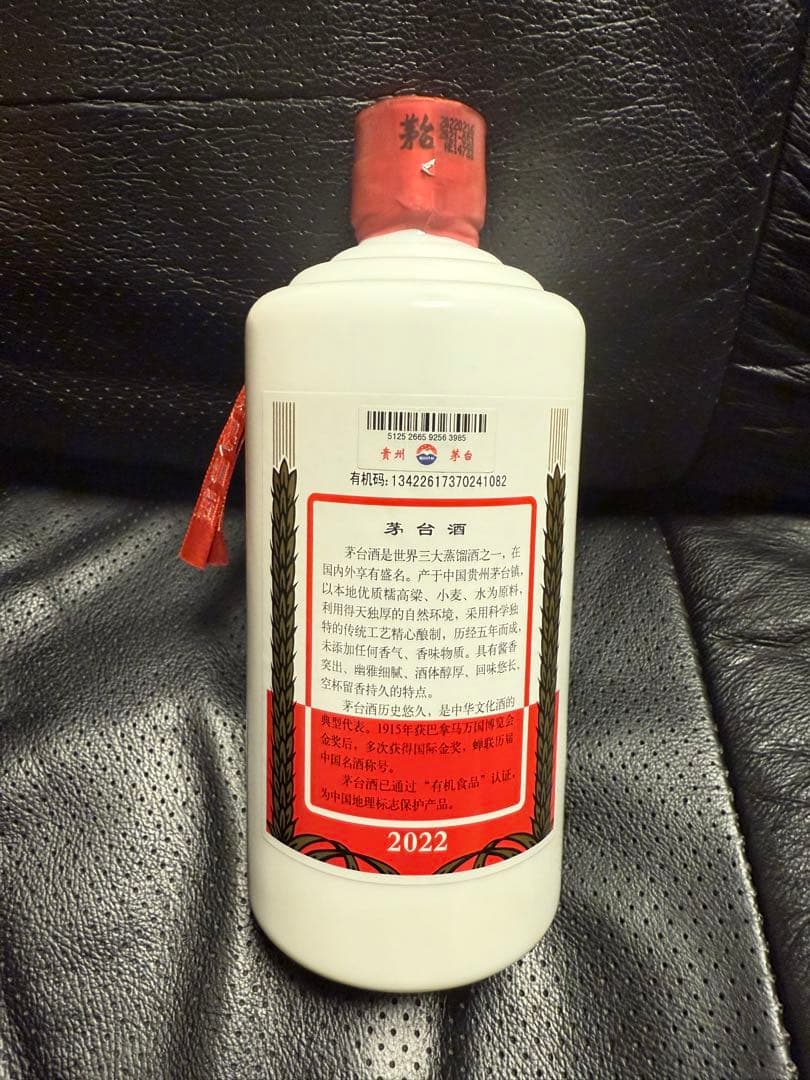 茅台
20220216
5125 2665 9256 3985
贵州 茅台
有机码:13422617370241082
茅台酒
茅台酒是世界三大蒸馏酒之一，在
国内外享有盛名。产于中国贵州茅台镇，
以本地优质糯高粱、小麦、水为原料，
利用得天独厚的自然环境，采用科学独
特的传统工艺精心酿制，历经五年而成，
未添加任何香气、香味物质。具有酱香
突出、幽雅细腻、酒体醇厚、回味悠长、
空杯留香持久的特点。
茅台酒历史悠久，是中华文化酒的
典型代表。1915年获巴拿马万国博览会
金奖后，多次获得国际金奖，蝉联历届
中国名酒称号。
茅台酒已通过“有机食品”认证，
为中国地理标志保护产品。
2022